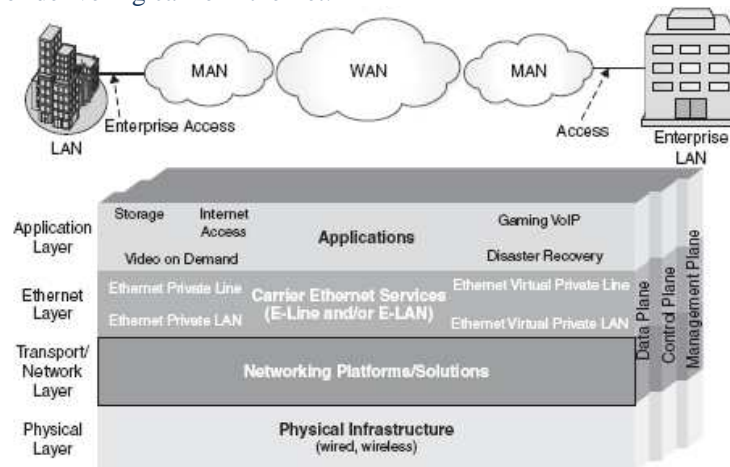 MAN
WAN
MAN
Enterprise Access
LAN
Access
Enterprise
LAN
Application
Layer
Storage
Internet
Access
Applications
Gaming VoIP
Video on Demand
Disaster Recovery
Ethernet
Layer
Ethernet Private Line
Carrier Ethernet Services
(E-Line and/or E-LAN)
Ethernet Virtual Private Line
Ethernet Private LAN
Ethernet Virtual Private LAN
Transport/
Network
Layer
Networking Platforms/Solutions
Physical
Layer
Physical Infrastructure
(wired, wireless)
Data Plane
Control Plane
Management Plane